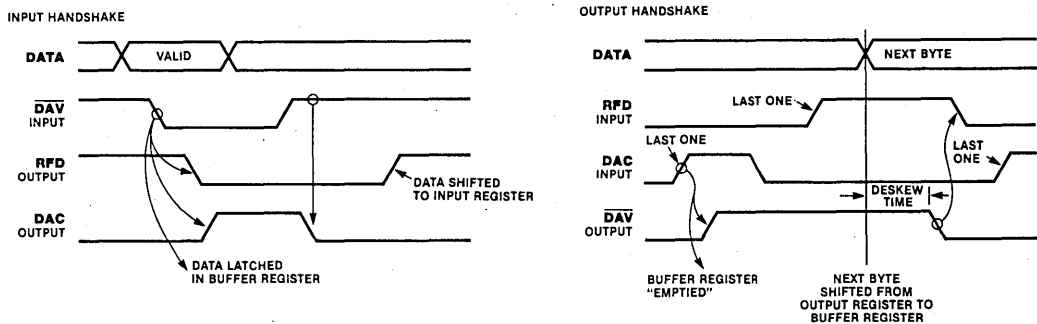 INPUT HANDSHAKE
DATA
VALID
DAV
INPUT
RFD
OUTPUT
DATA SHIFTED
TO INPUT REGISTER
DAC
OUTPUT
DATA LATCHED
IN BUFFER REGISTER
OUTPUT HANDSHAKE
DATA
NEXT BYTE
RFD
INPUT
LAST ONE
LAST ONE
DAC
INPUT
LAST
ONE
DESKEW
TIME
DAV
OUTPUT
BUFFER REGISTER
"EMPTIED"
NEXT BYTE
SHIFTED FROM
OUTPUT REGISTER TO
BUFFER REGISTER